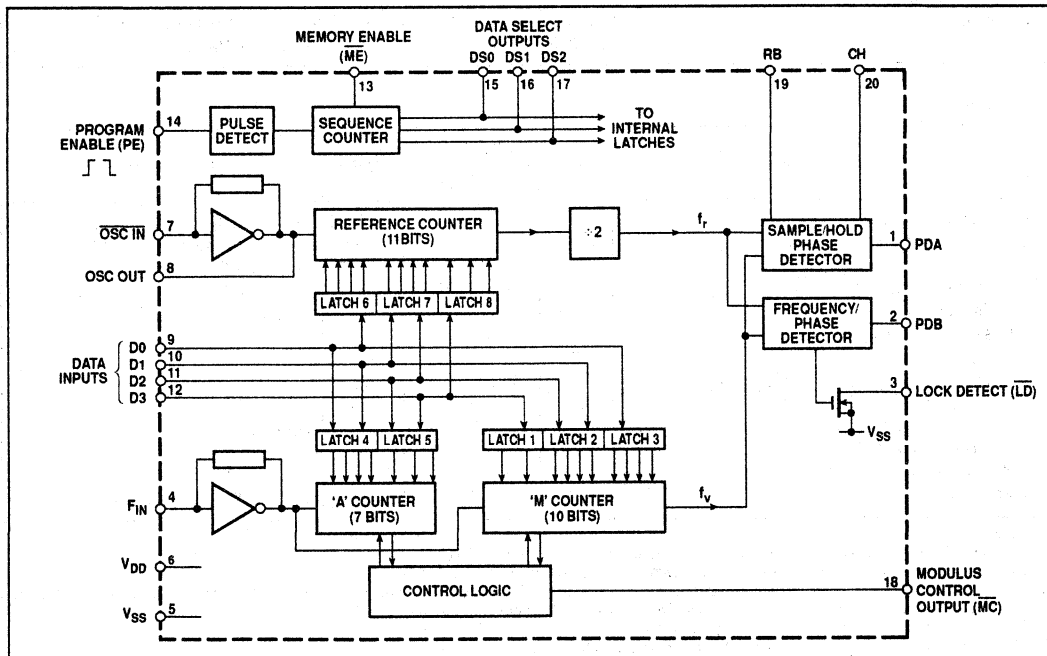 MEMORY ENABLE
(ME)
13
DATA SELECT
OUTPUTS
DS0 DS1 DS2
15 16 17
RB
19
CH
20
PROGRAM
ENABLE (PE)
14
PULSE
DETECT
SEQUENCE
COUNTER
TO
INTERNAL
LATCHES
OSC IN
7
OSC OUT
8
REFERENCE COUNTER
(11BITS)
÷2
fr
SAMPLE/HOLD
PHASE
DETECTOR
1
PDA
LATCH 6 LATCH 7 LATCH 8
FREQUENCY/
PHASE
DETECTOR
2
PDB
DATA
INPUTS
D0
9
D1
10
D2
11
D3
12
3
LOCK DETECT (LD)
VSS
LATCH 4 LATCH 5
LATCH 1 LATCH 2 LATCH 3
FIN
4
'A' COUNTER
(7 BITS)
'M' COUNTER
(10 BITS)
fv
VDD
6
VSS
5
CONTROL LOGIC
18
MODULUS
CONTROL
OUTPUT (MC)